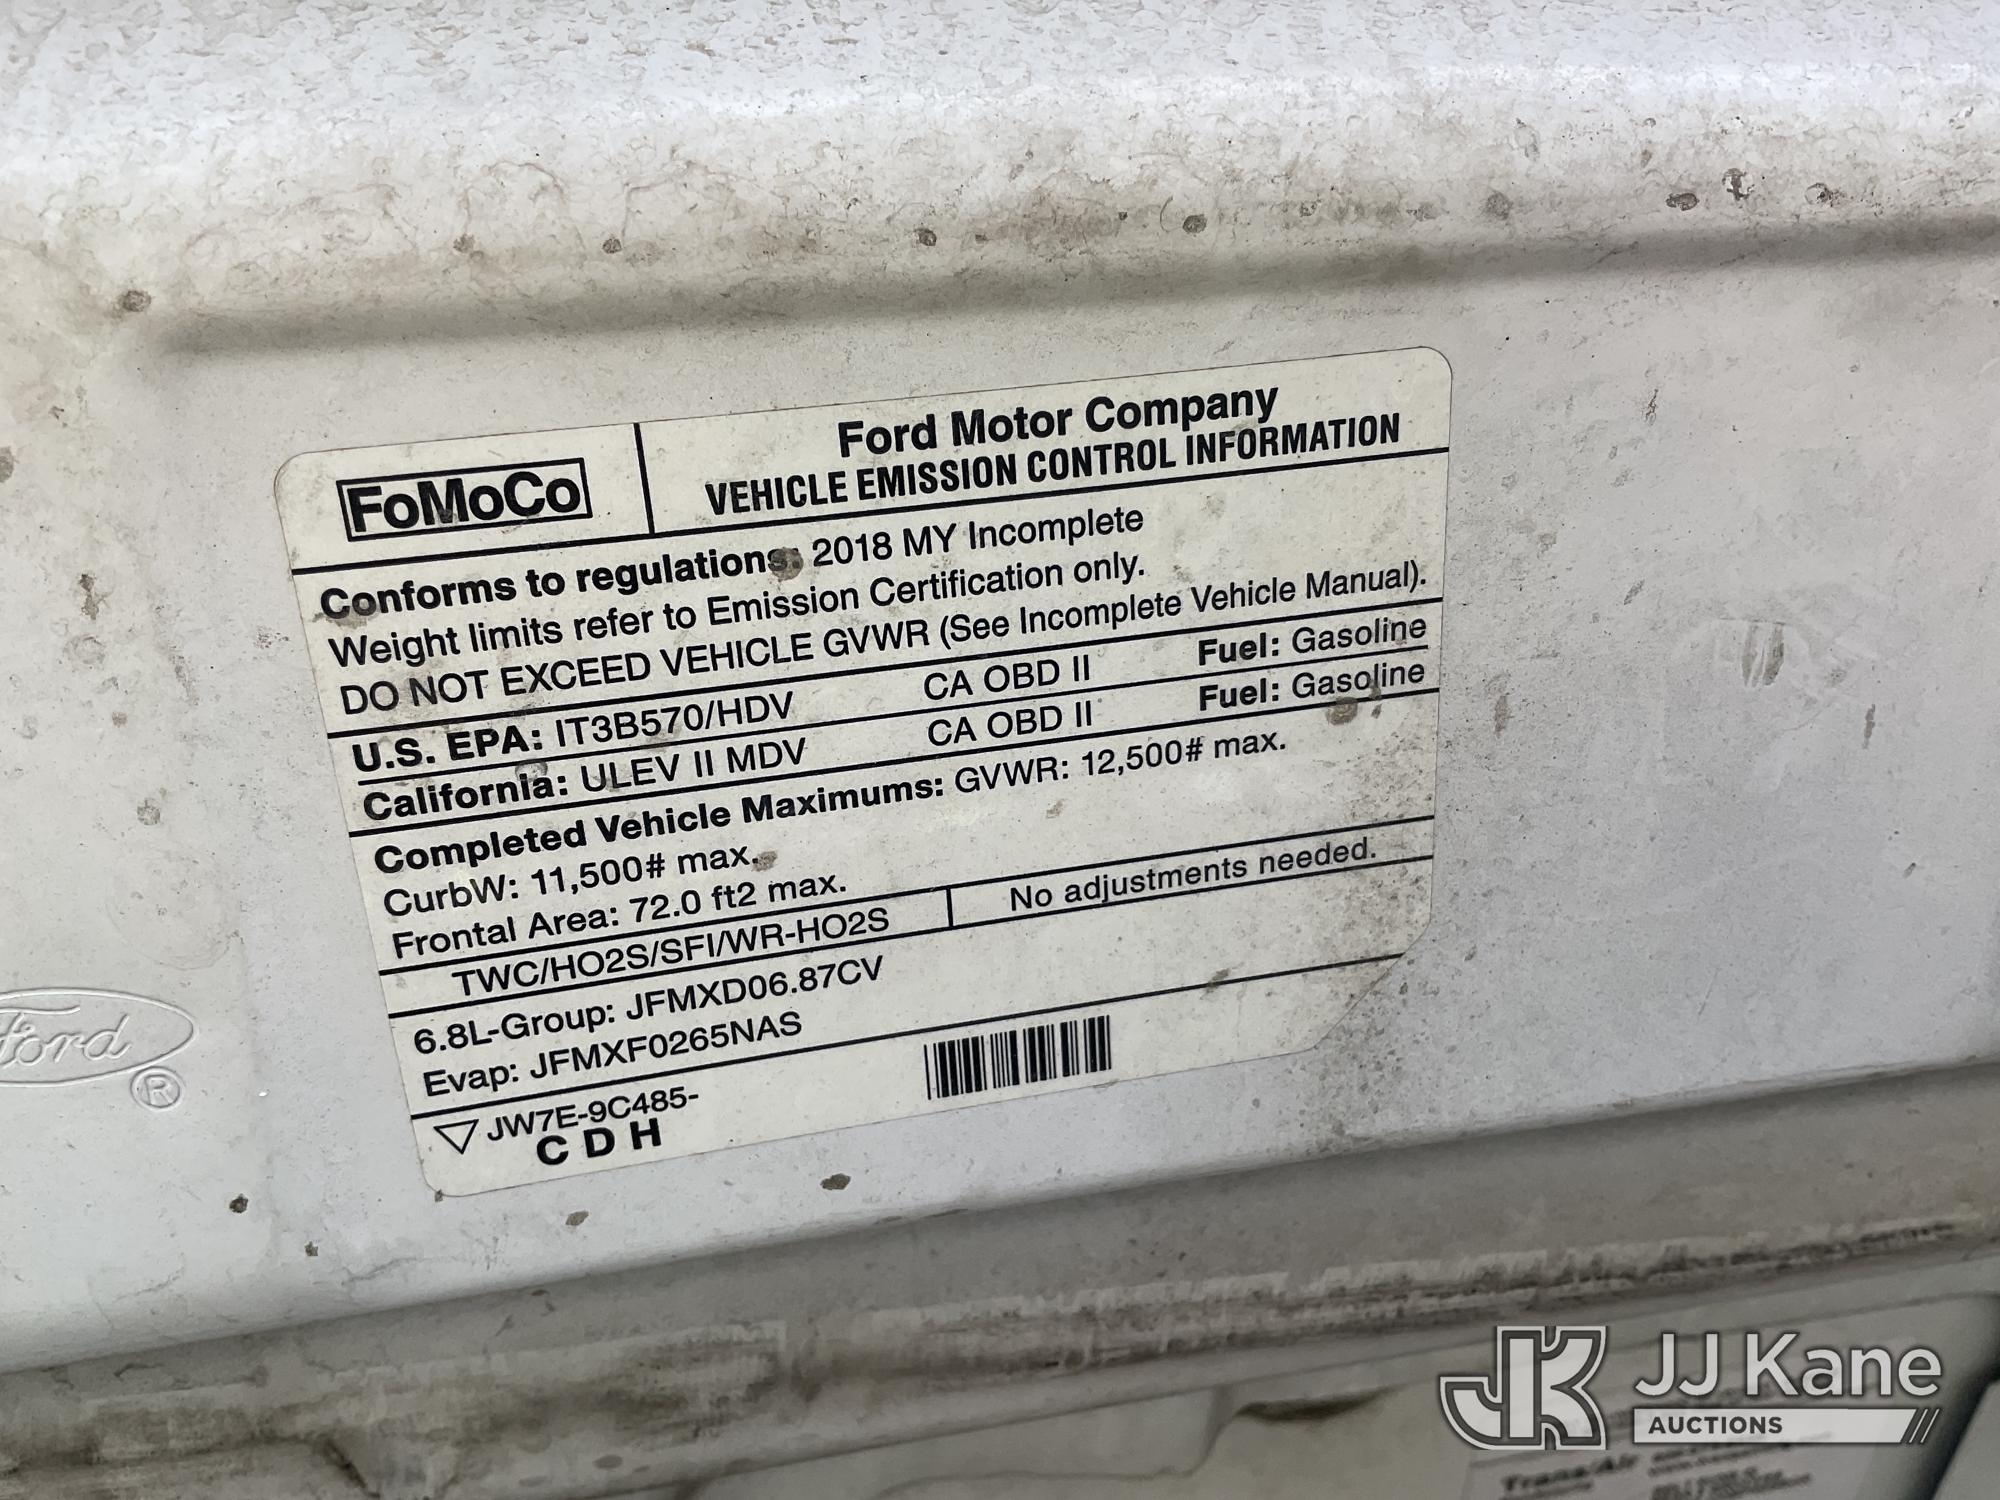 FoMoCo
Ford Motor Company
VEHICLE EMISSION CONTROL INFORMATION
Conforms to regulations: 2018 MY Incomplete
Weight limits refer to Emission Certification only.
DO NOT EXCEED VEHICLE GVWR (See Incomplete Vehicle Manual).
U.S. EPA: IT3B570/HDV CA OBD II Fuel: Gasoline
California: ULEV II MDV CA OBD II Fuel: Gasoline
Completed Vehicle Maximums: GVWR: 12,500# max.
CurbW: 11,500# max.
Frontal Area: 72.0 ft2 max.
TWC/HO2S/SFI/WR-HO2S No adjustments needed.
6.8L-Group: JFMXD06.87CV
Evap: JFMXF0265NAS
JW7E-9C485-
C D H
Ford
®
JK JJ Kane
AUCTIONS
Trans/Air